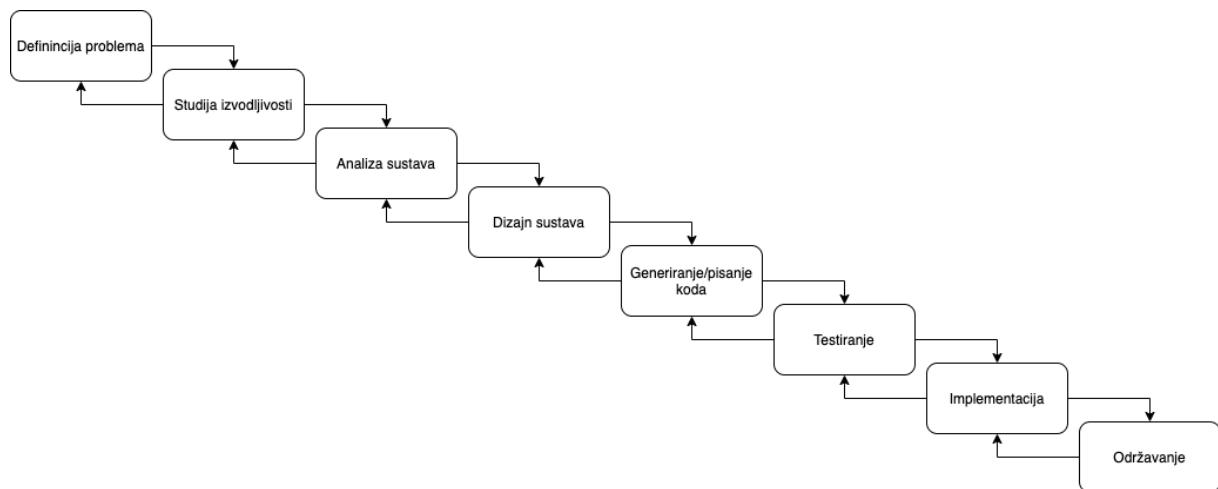 Definincija problema
Studija izvodljivosti
Analiza sustava
Dizajn sustava
Generiranje/pisanje
koda
Testiranje
Implementacija
Održavanje